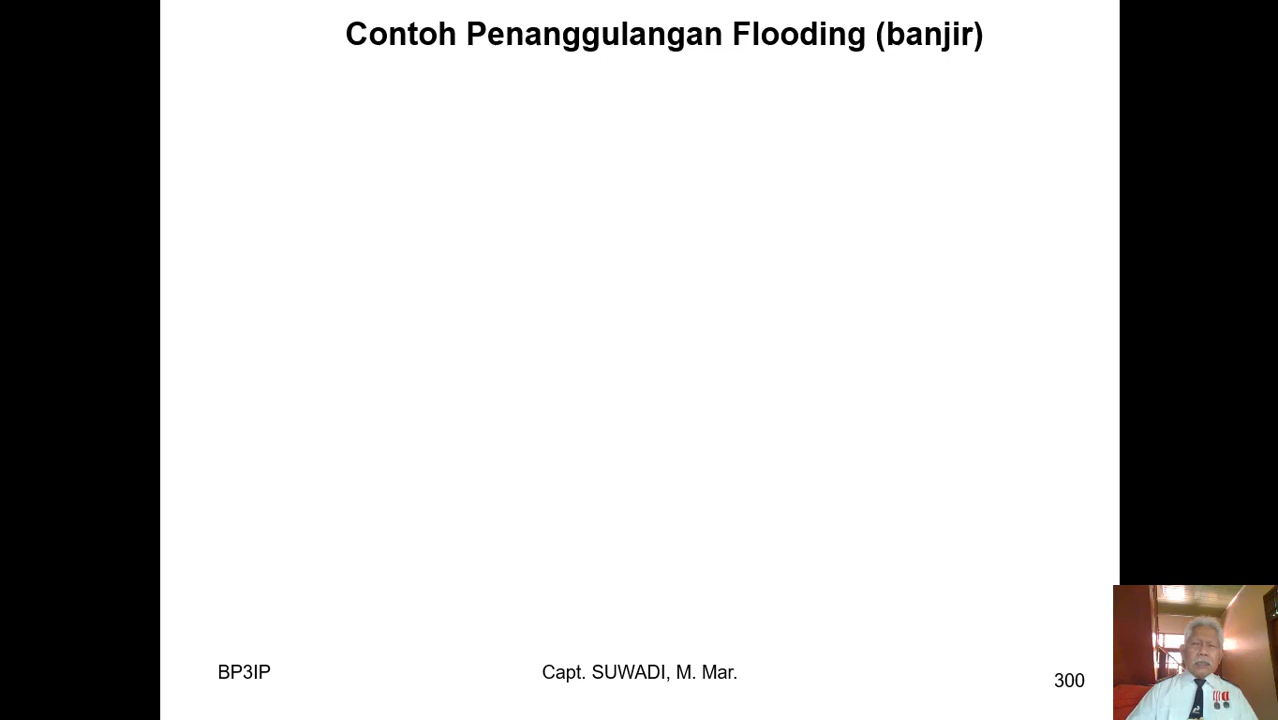 Contoh Penanggulangan Flooding (banjir)
BP3IP
Capt. SUWADI, M. Mar.
300